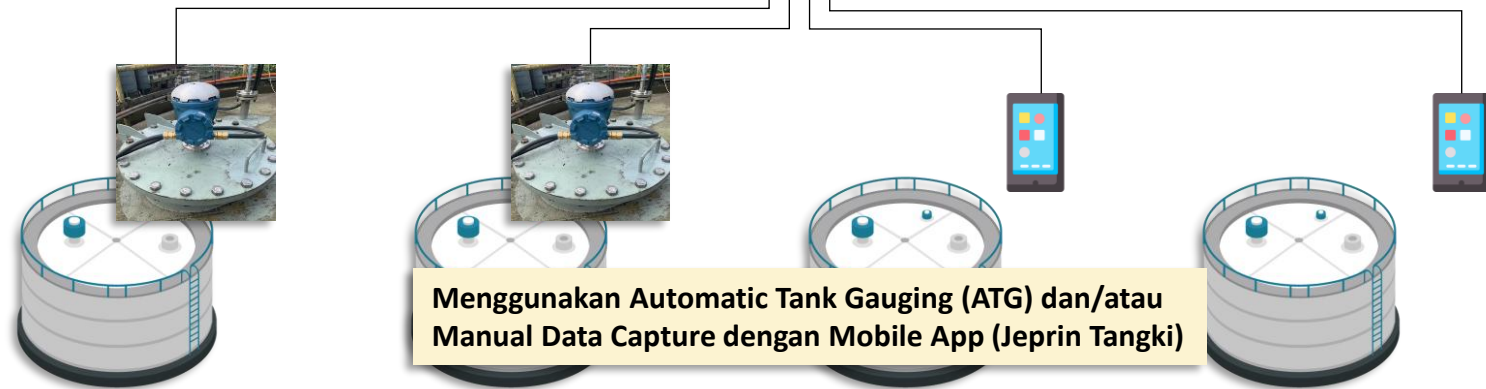 Menggunakan Automatic Tank Gauging (ATG) dan/atau
Manual Data Capture dengan Mobile App (Jeprin Tangki)